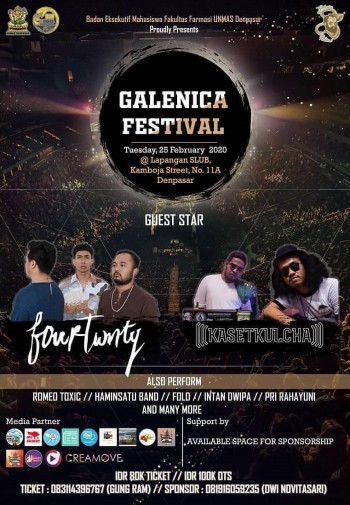 Badan Eksekutif Mahasiswa Fakultas Farmasi UNMAS Denpasar
Proudly Presents
GALENICA
FESTIVAL
Tuesday, 25 February 2020
@ Lapangan SLUB,
Kamboja Street, No. 11A
Denpasar
GUEST STAR
fourtwnty
(((KASETKULCHA)))
ALSO PERFORM
ROMEO TOXIC // HAMINSATU BAND // FOLO // INTAN DWIPA // PRI RAHAYUNI
AND MANY MORE
Media Partner
Support by
AVAILABLE SPACE FOR SPONSORSHIP
CREAMOVE
IDR 80K TICKET // IDR 100K OTS
TICKET : 083114396767 (GUNG RAM) // SPONSOR : 081916059235 (DWI NOVITASARI)